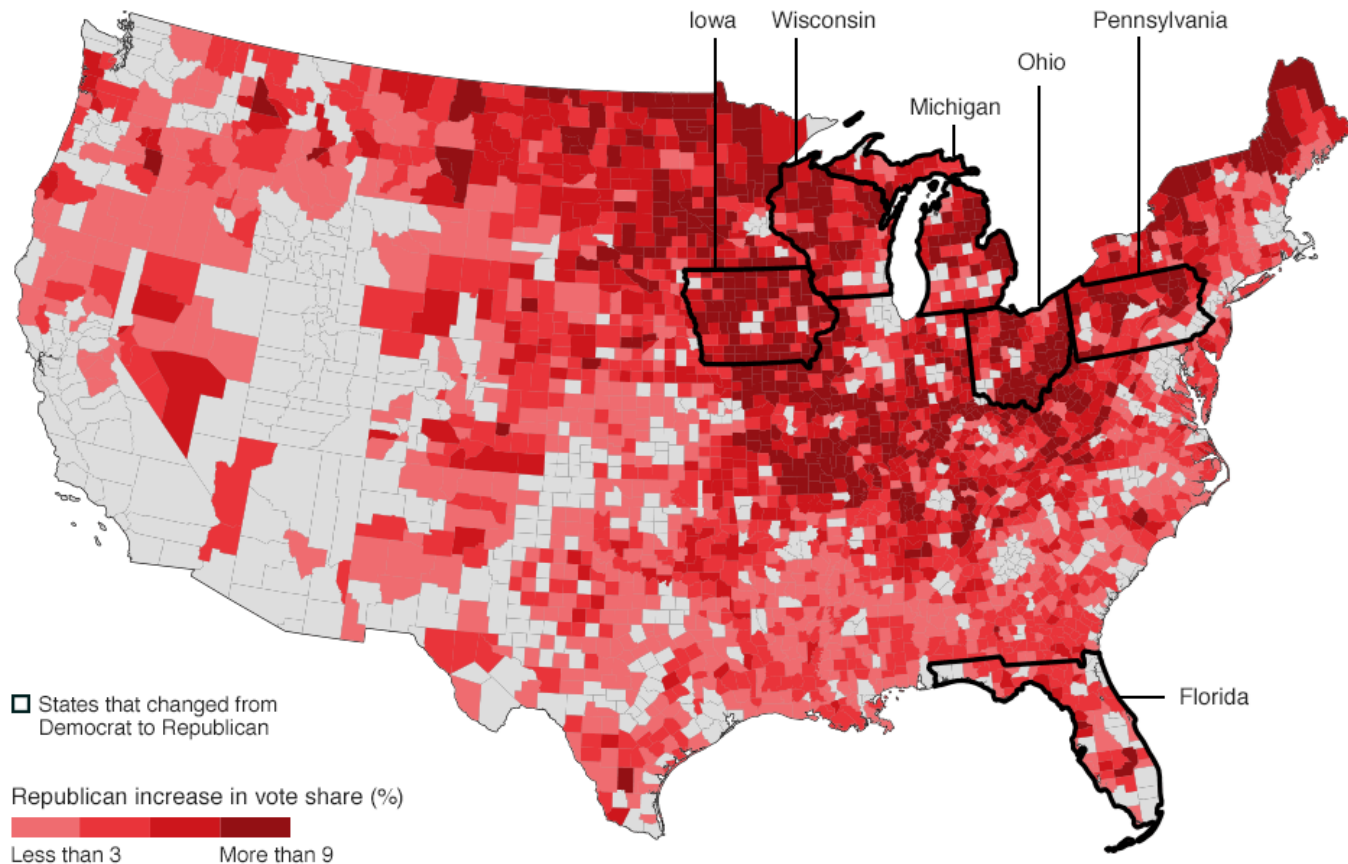 Iowa
Wisconsin
Pennsylvania
Ohio
Michigan
Florida
States that changed from
Democrat to Republican
Republican increase in vote share (%)
Less than 3
More than 9